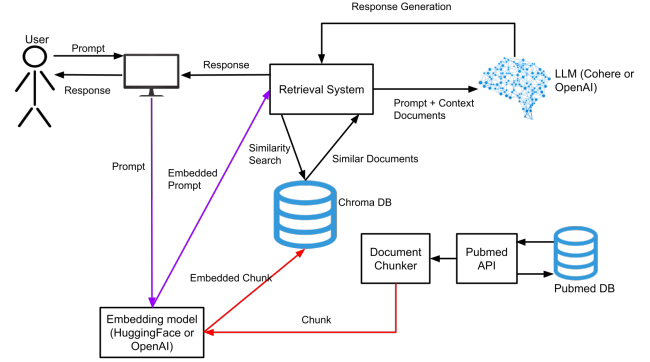 Response Generation
User
Prompt
Response
Response
Retrieval System
LLM (Cohere or
OpenAI)
Prompt + Context
Documents
Prompt
Embedded
Prompt
Similarity
Search
Similar Documents
Chroma DB
Document
Chunker
Pubmed
API
Pubmed DB
Embedded Chunk
Chunk
Embedding model
(HuggingFace or
OpenAI)